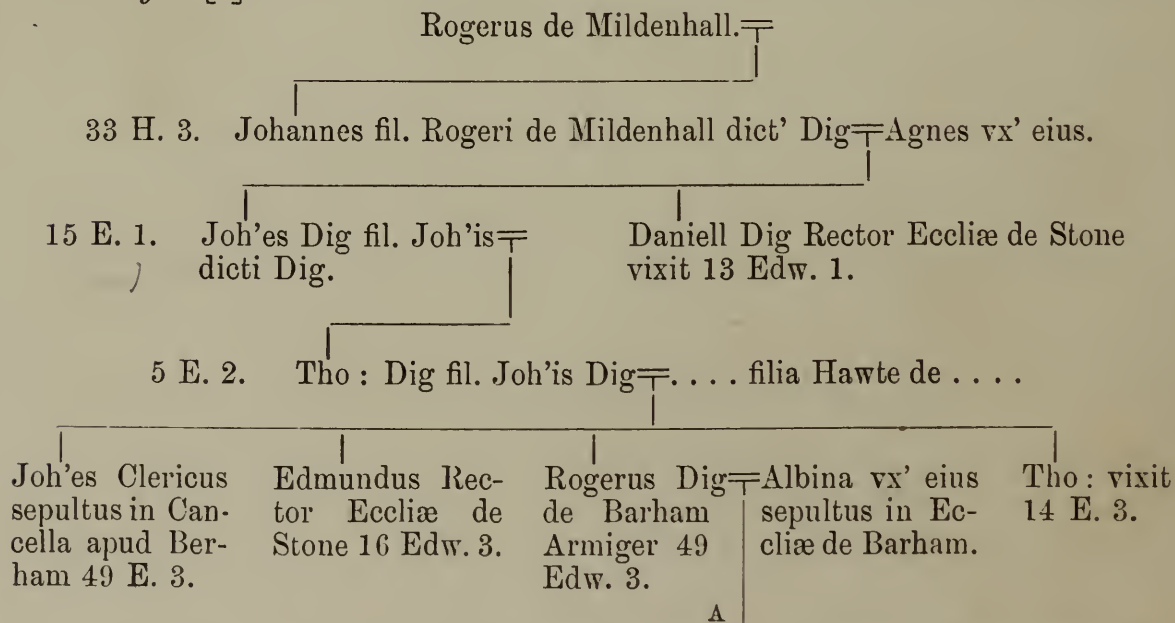 Rogerus de Mildenhall.
33 H. 3. Johannes fil. Rogeri de Mildenhall dict' Dig Agnes vx' eius.
15 E. 1. Joh'es Dig fil. Joh'is
dicti Dig.
Daniell Dig Rector Eccliæ de Stone
vixit 13 Edw. 1.
5 E. 2. Tho : Dig fil. Joh'is Dig . . . . filia Hawte de . . . .
Joh'es Clericus
sepultus in Can-
cella apud Ber-
ham 49 E. 3.
Edmundus Rec-
tor Eccliæ de
Stone 16 Edw. 3.
Rogerus Dig
de Barham
Armiger 49
Edw. 3.
Albina vx' eius
sepultus in Ec-
cliæ de Barham.
Tho : vixit
14 E. 3.
A